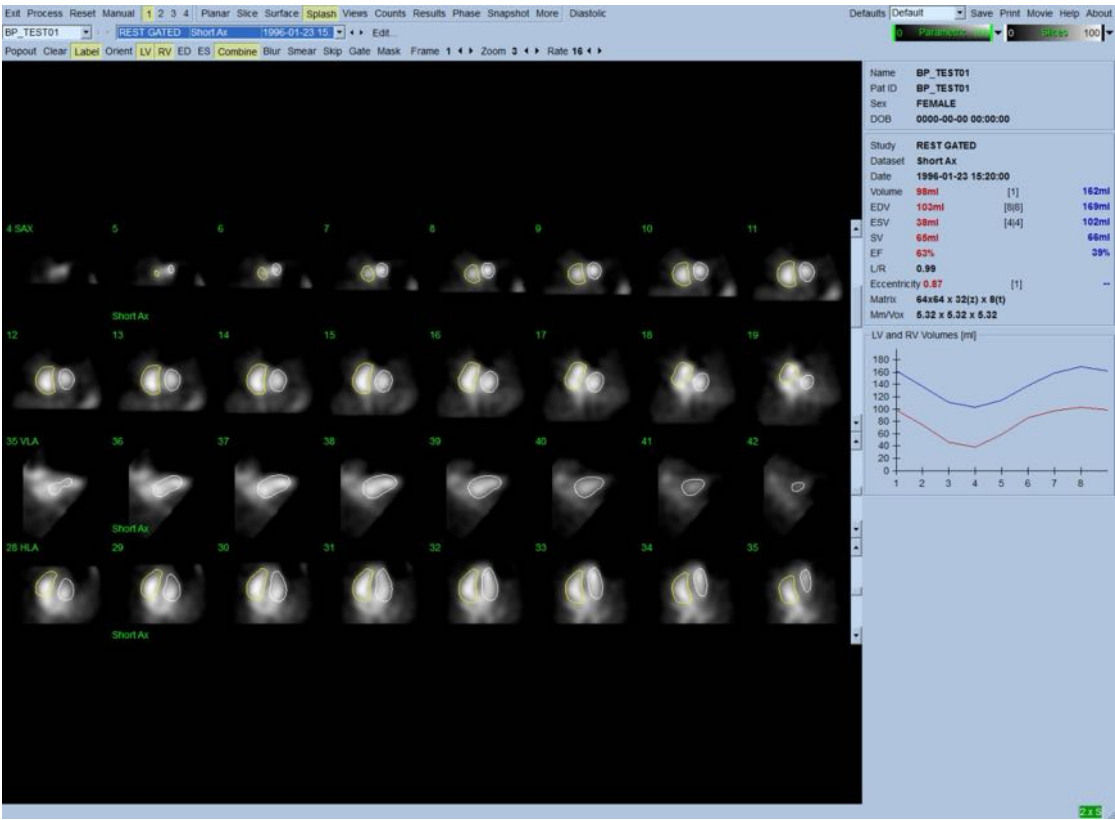 Exit Process Reset Manual 1 2 3 4 Planar Slice Surface Splash Views Counts Results Phase Snapshot More Diastolic Defaults Default Save Print Movie Help About
BP_TEST01 REST GATED Short Ax 1996-01-23 15 Edit... 0 Parametric 0 Slices 100
Popout Clear Label Orient LV RV ED ES Combine Blur Smear Skip Gate Mask Frame 1 Zoom 3 Rate 16
Name BP_TEST01
Pat ID BP_TEST01
Sex FEMALE
DOB 0000-00-00 00:00:00
Study REST GATED
Dataset Short Ax
Date 1996-01-23 15:20:00
Volume 98ml [1] 162ml
EDV 103ml [8|8] 169ml
ESV 38ml [4|4] 102ml
SV 65ml 66ml
EF 63% 39%
L/R 0.99
Eccentricity 0.87 [1] --
Matrix 64x64 x 32(z) x 8(t)
Mm/Vox 5.32 x 5.32 x 5.32
LV and RV Volumes [ml]
180
160
140
120
100
80
60
40
20
0
1 2 3 4 5 6 7 8
4 SAX 5 6 7 8 9 10 11
Short Ax
12 13 14 15 16 17 18 19
35 VLA 36 37 38 39 40 41 42
Short Ax
28 HLA 29 30 31 32 33 34 35
Short Ax
2 x S